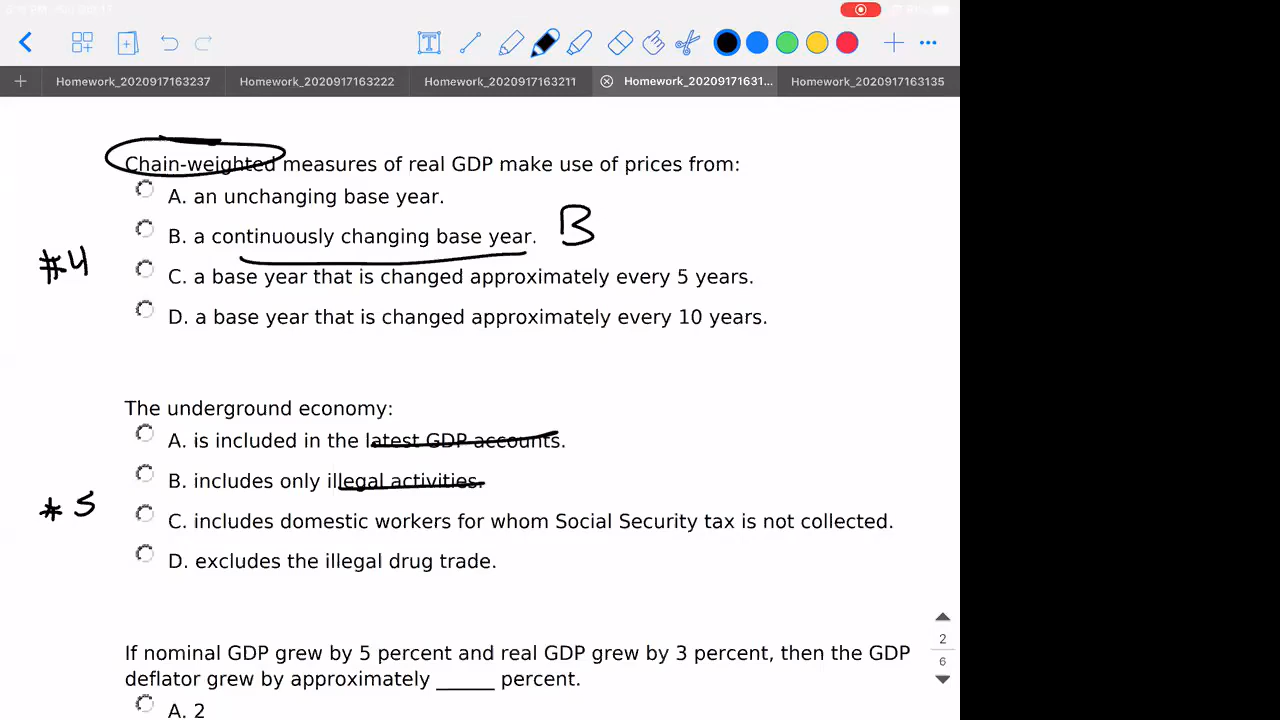 Homework_2020917163237
Homework_2020917163222
Homework_2020917163211
Homework_20209171631...
Homework_2020917163135
Chain-weighted measures of real GDP make use of prices from:
A. an unchanging base year.
B. a continuously changing base year. B
#4
C. a base year that is changed approximately every 5 years.
D. a base year that is changed approximately every 10 years.
The underground economy:
A. is included in the latest GDP accounts.
B. includes only illegal activities.
* 5
C. includes domestic workers for whom Social Security tax is not collected.
D. excludes the illegal drug trade.
If nominal GDP grew by 5 percent and real GDP grew by 3 percent, then the GDP
deflator grew by approximately ______ percent.
A. 2
2
6